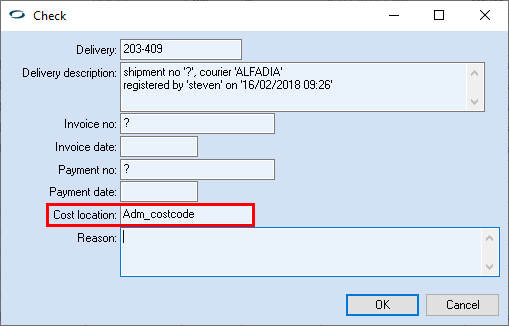 Check
Delivery: 203-409
Delivery description: shipment no '?', courier 'ALFADIA'
registered by 'steven' on '16/02/2018 09:26'
Invoice no: ?
Invoice date:
Payment no: ?
Payment date:
Cost location: Adm_costcode
Reason:
OK Cancel